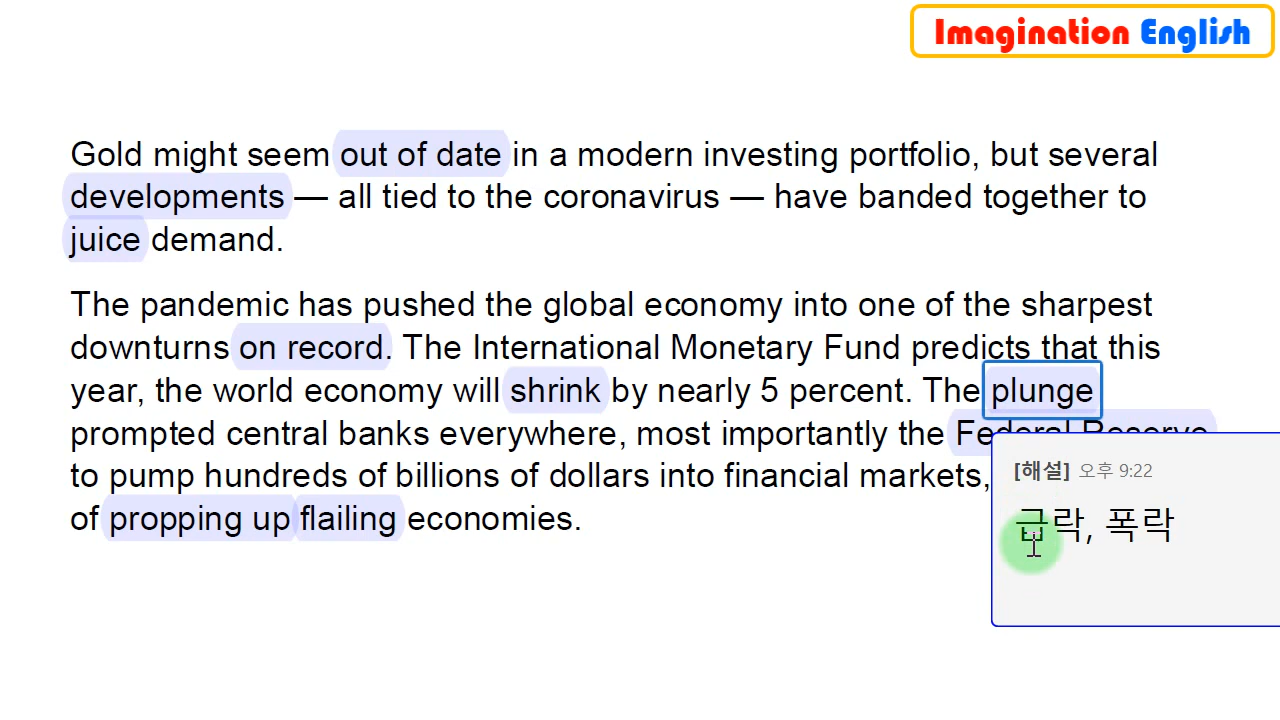 Imagination English
Gold might seem out of date in a modern investing portfolio, but several
developments — all tied to the coronavirus — have banded together to
juice demand.
The pandemic has pushed the global economy into one of the sharpest
downturns on record. The International Monetary Fund predicts that this
year, the world economy will shrink by nearly 5 percent. The plunge
prompted central banks everywhere, most importantly the Federal Reserve
to pump hundreds of billions of dollars into financial markets,
of propping up flailing economies.
[해설] 오후 9:22
급락, 폭락